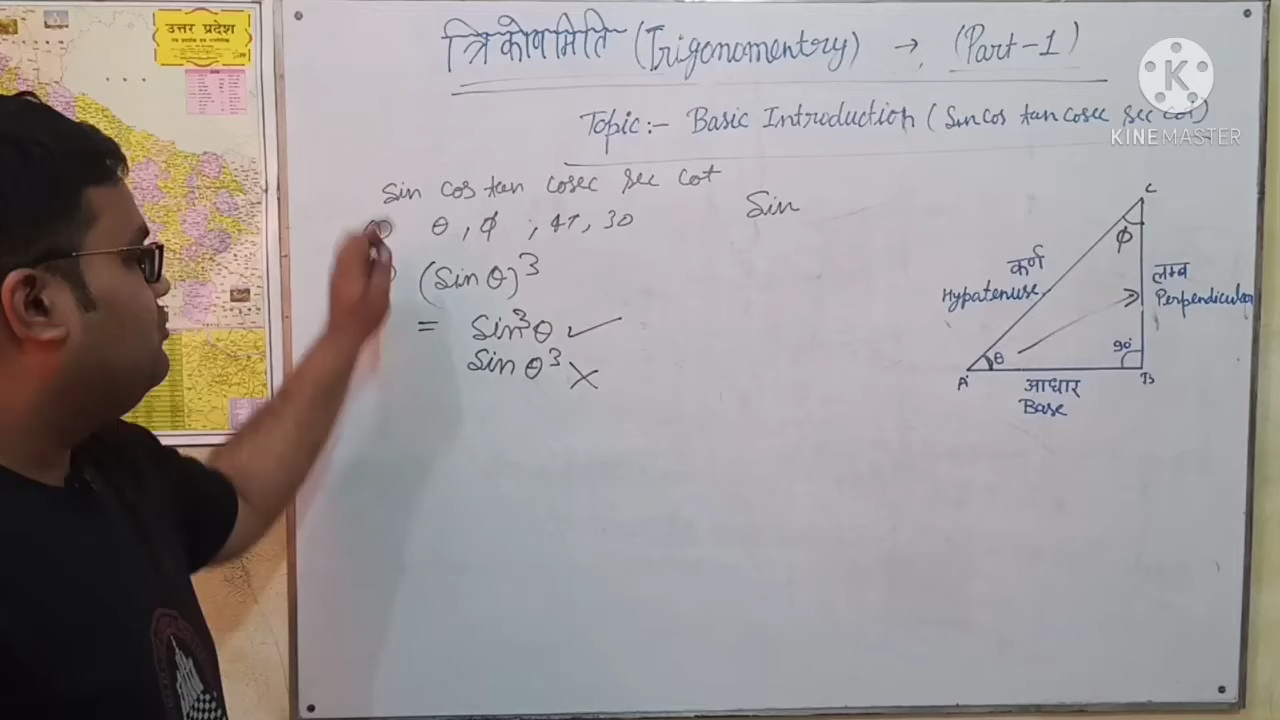 उत्तर प्रदेश
त्रिकोणमिति (Trigonomentry) → (Part-1)
K
KINEMASTER
Topic:- Basic Introduction (Sin cos tan cosec sec cot)
Sin cos tan cosec sec cot
θ, ϕ ; 47, 30
Sin
(Sin θ)³
= Sin³θ ✓
Sin θ³ ×
C
ϕ
कर्ण
Hypatenuse
लम्ब
Perpendicular
θ
90°
A
B
आधार
Base